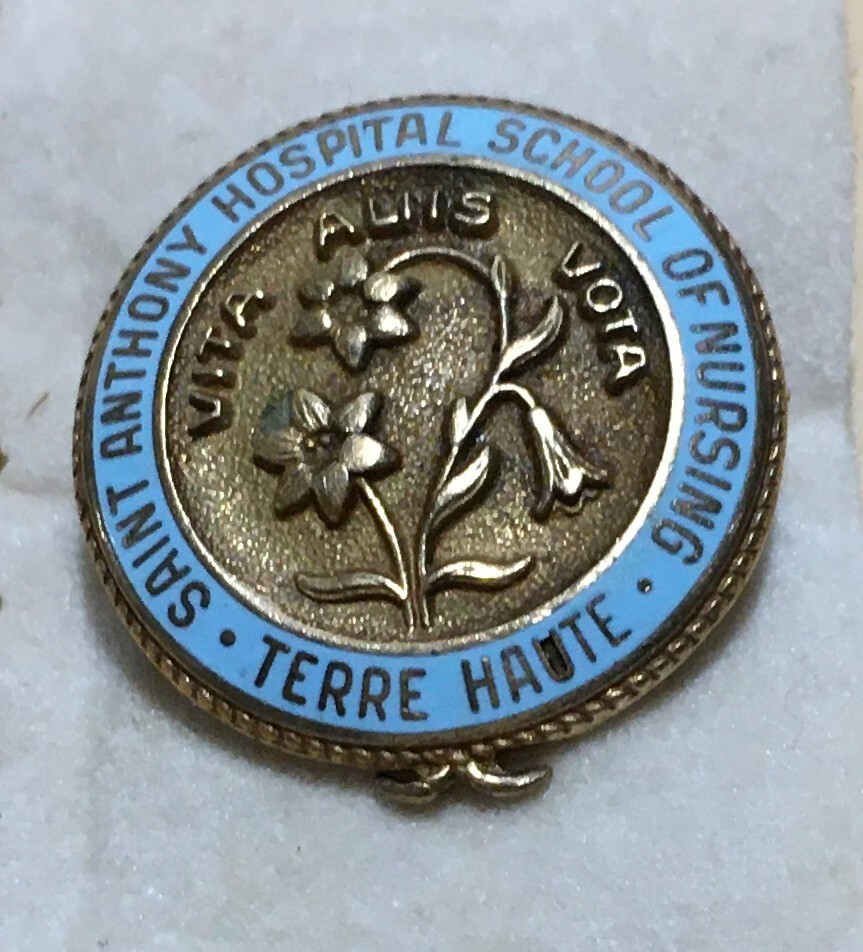 SAINT ANTHONY HOSPITAL SCHOOL OF NURSING
• TERRE HAUTE •
VITA ALIIS VOTA